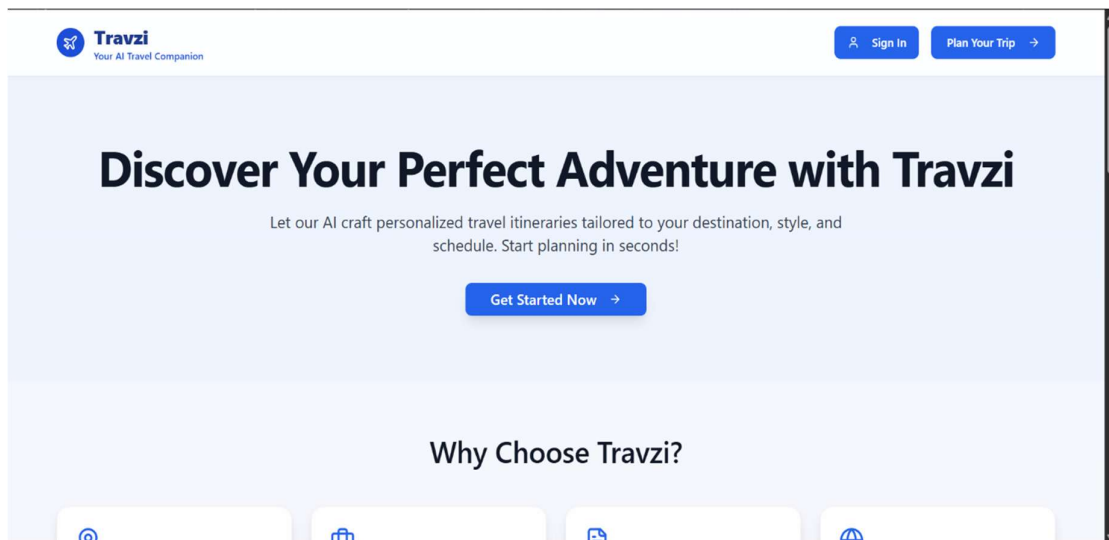 Travzi
Your AI Travel Companion
Sign In
Plan Your Trip
Discover Your Perfect Adventure with Travzi
Let our AI craft personalized travel itineraries tailored to your destination, style, and
schedule. Start planning in seconds!
Get Started Now
Why Choose Travzi?